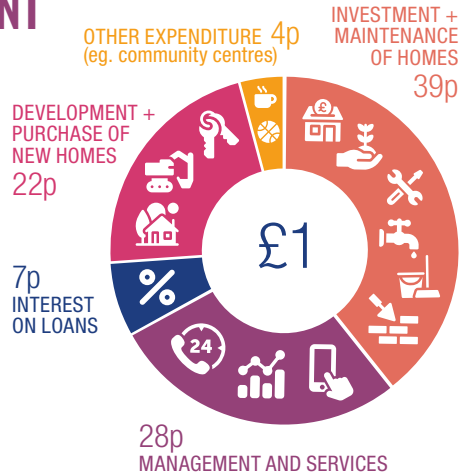 NT
OTHER EXPENDITURE 4p
(eg. community centres)
INVESTMENT +
MAINTENANCE
OF HOMES
39p
DEVELOPMENT +
PURCHASE OF
NEW HOMES
22p
£
£1
7p
INTEREST
ON LOANS
%
24
28p
MANAGEMENT AND SERVICES